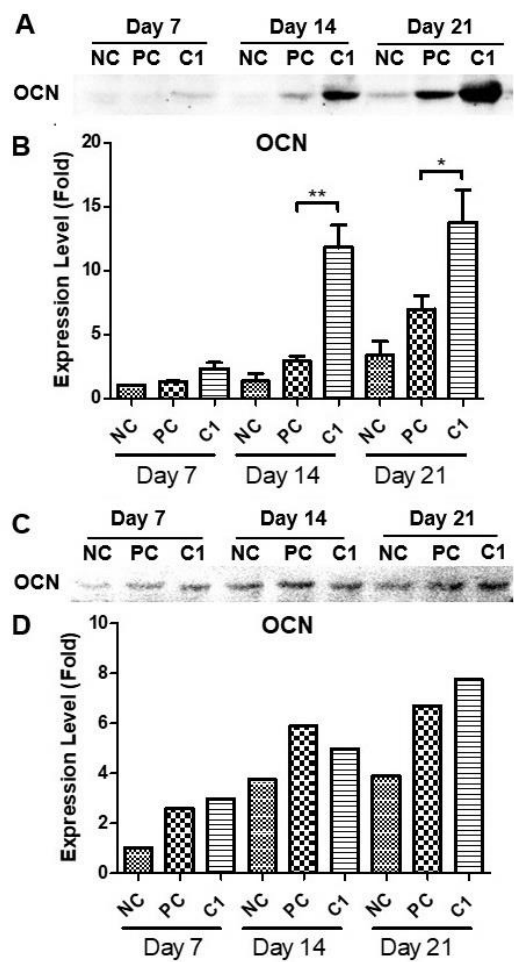 A
Day 7 Day 14 Day 21
NC PC C1 NC PC C1 NC PC C1
OCN
B
OCN
Expression Level (Fold)
20
15
10
5
0
**
*
NC PC C1 NC PC C1 NC PC C1
Day 7 Day 14 Day 21
C
Day 7 Day 14 Day 21
NC PC C1 NC PC C1 NC PC C1
OCN
D
OCN
Expression Level (Fold)
10
8
6
4
2
0
NC PC C1 NC PC C1 NC PC C1
Day 7 Day 14 Day 21